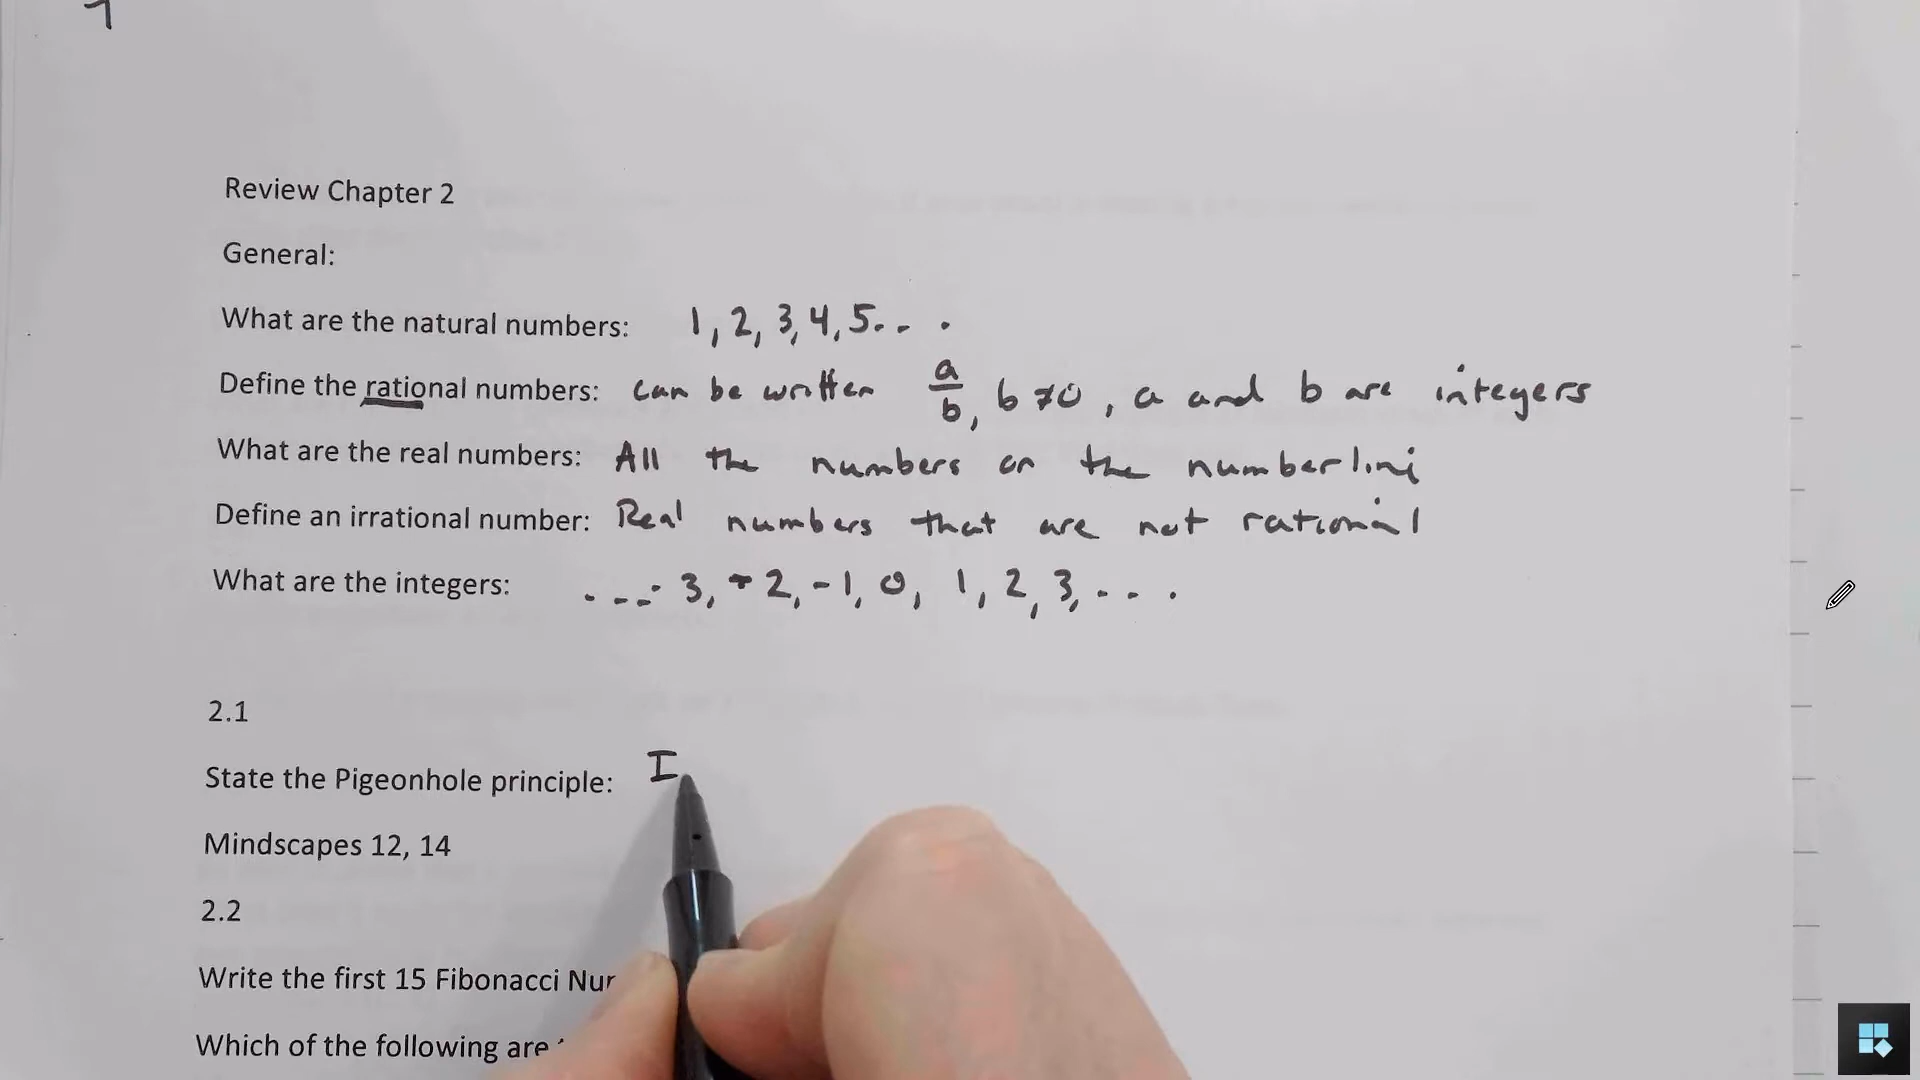 Review Chapter 2
General:
What are the natural numbers: 1, 2, 3, 4, 5. . .
Define the rational numbers: can be written a/b, b≠0, a and b are integers
What are the real numbers: All the numbers on the numberline
Define an irrational number: Real numbers that are not rational
What are the integers: ...-3, -2, -1, 0, 1, 2, 3, . . .
2.1
State the Pigeonhole principle: I
Mindscapes 12, 14
2.2
Write the first 15 Fibonacci
Which of the following are